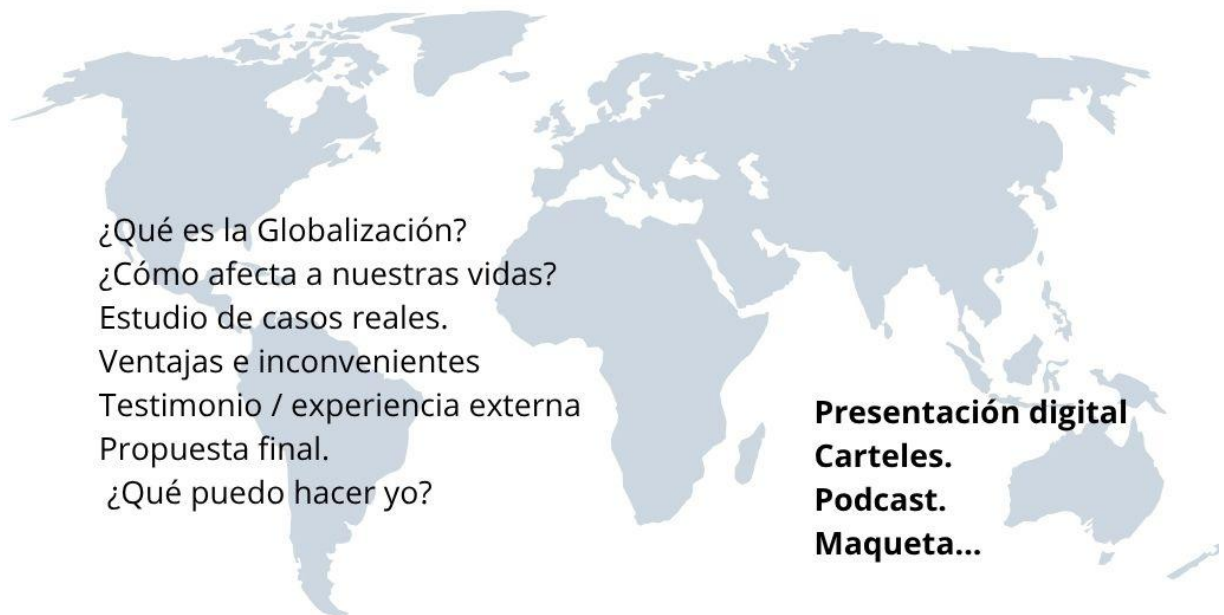 ¿Qué es la Globalización?
¿Cómo afecta a nuestras vidas?
Estudio de casos reales.
Ventajas e inconvenientes
Testimonio / experiencia externa
Propuesta final.
¿Qué puedo hacer yo?
Presentación digital
Carteles.
Podcast.
Maqueta...